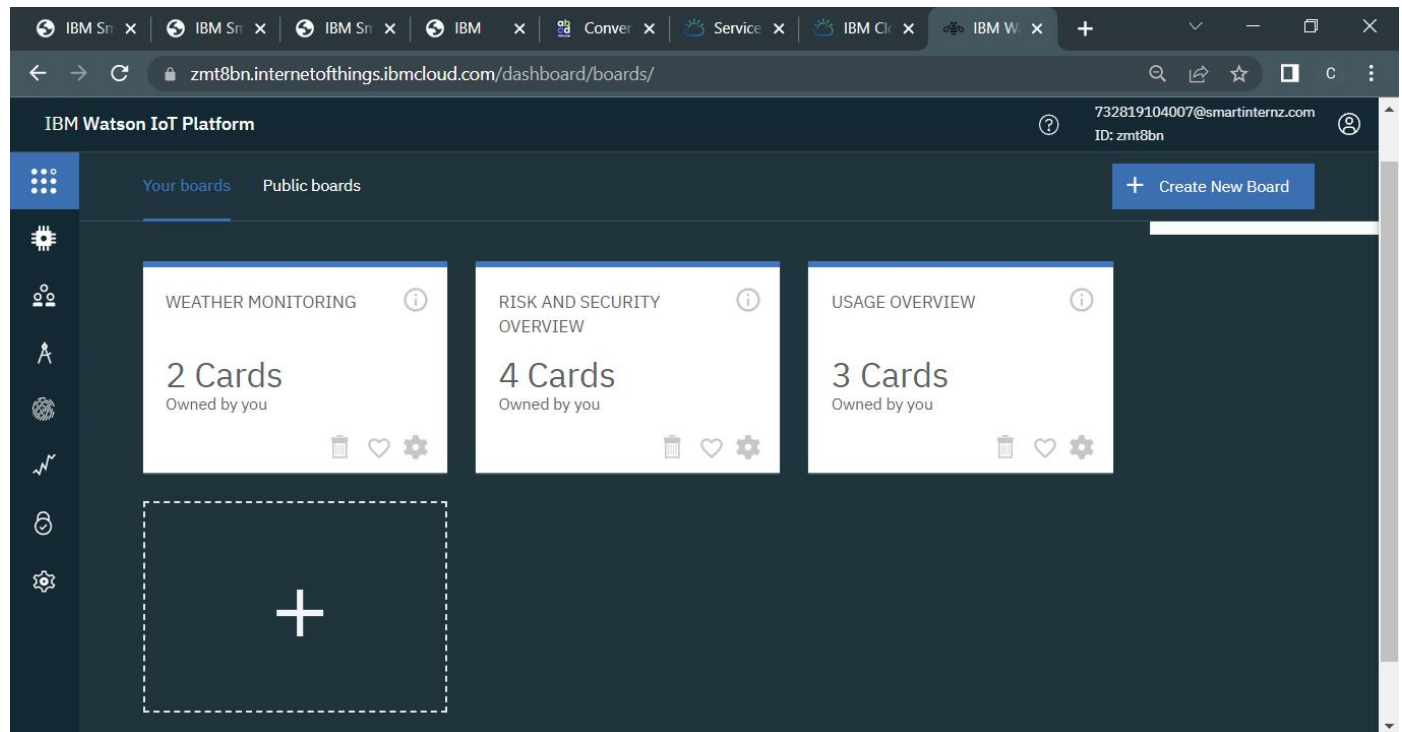 IBM Sm
IBM Sm
IBM Sm
IBM
Conver
Service
IBM Clo
IBM Wa
zmt8bn.internetofthings.ibmcloud.com/dashboard/boards/
C
IBM Watson IoT Platform
732819104007@smartinternz.com
ID: zmt8bn
Your boards
Public boards
+ Create New Board
WEATHER MONITORING
2 Cards
Owned by you
RISK AND SECURITY
OVERVIEW
4 Cards
Owned by you
USAGE OVERVIEW
3 Cards
Owned by you